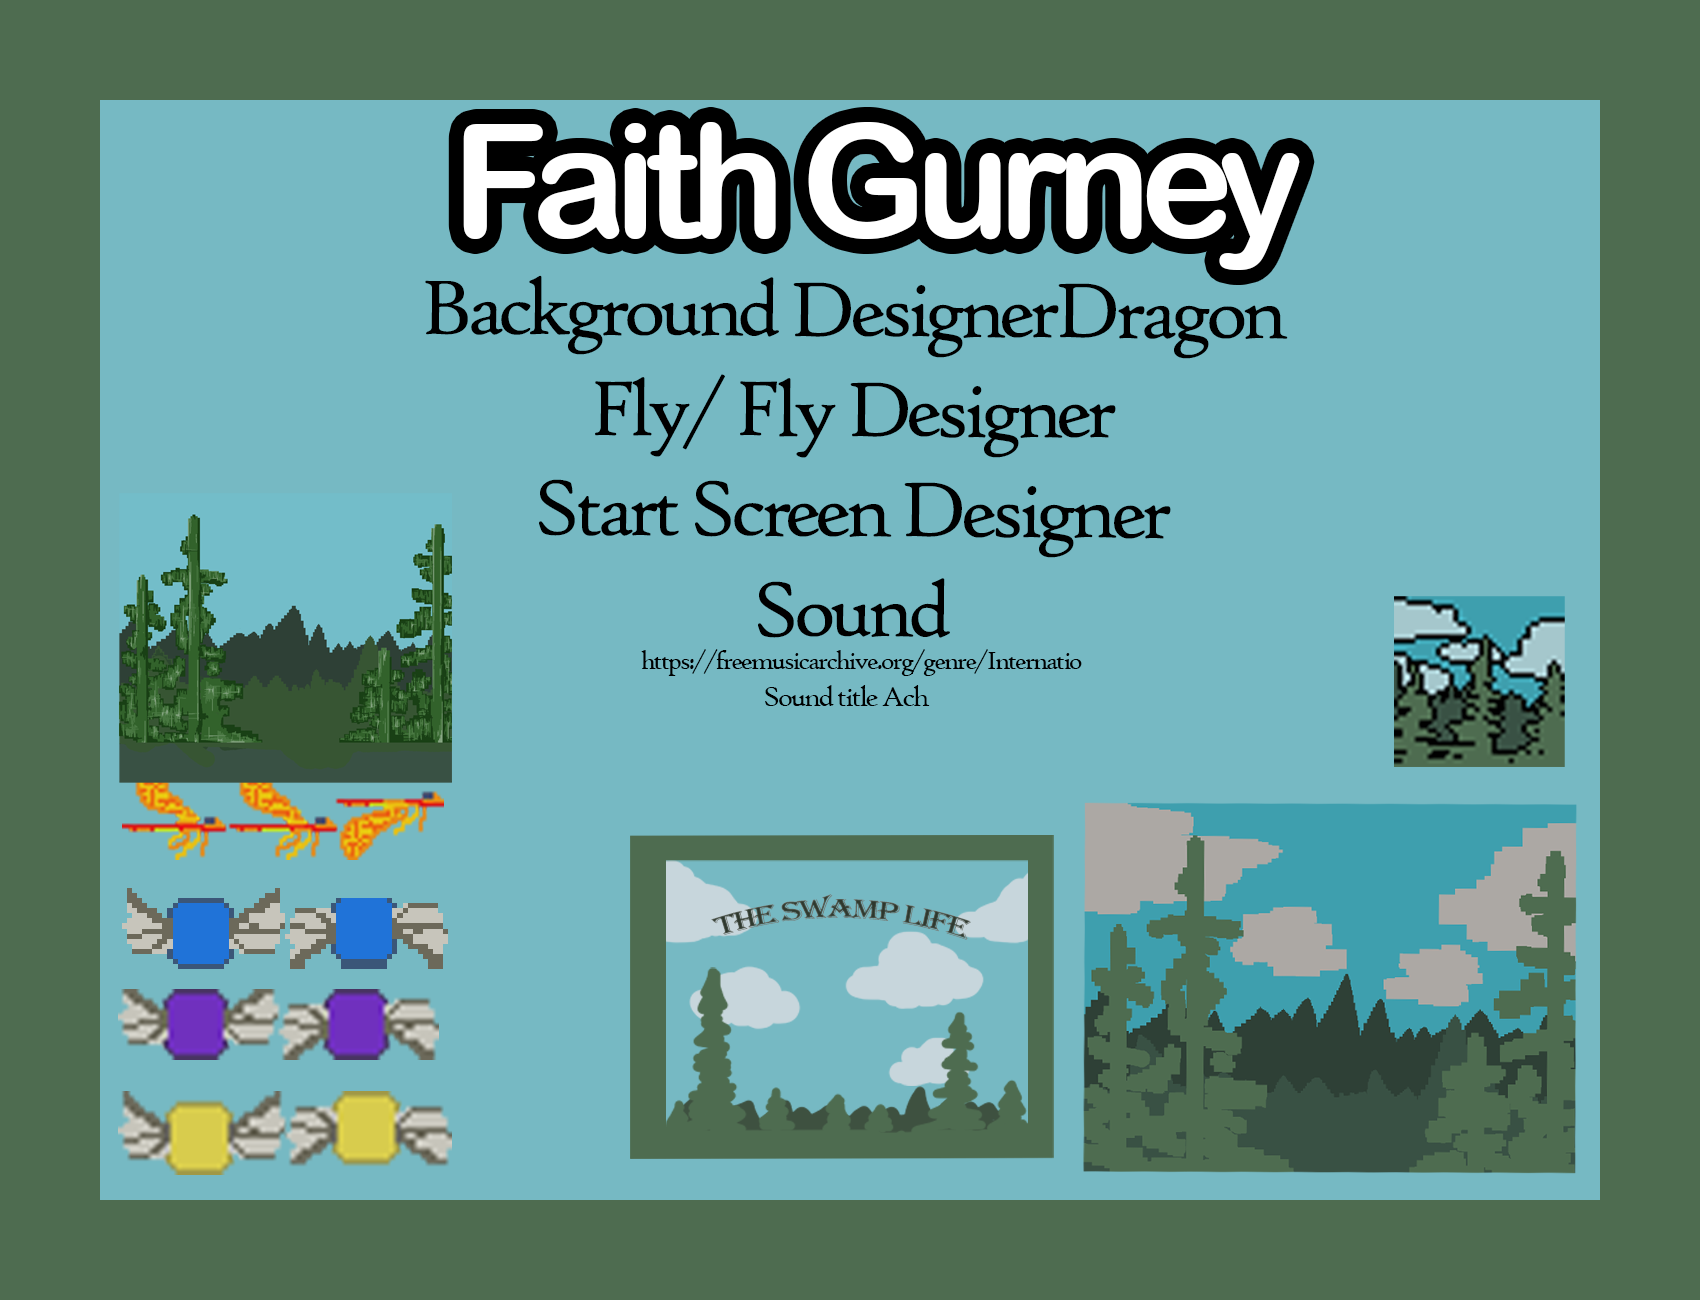 Faith Gurney
Background DesignerDragon
Fly/ Fly Designer
Start Screen Designer
Sound
https://freemusicarchive.org/genre/Internatio
Sound title Ach
THE SWAMP LIFE